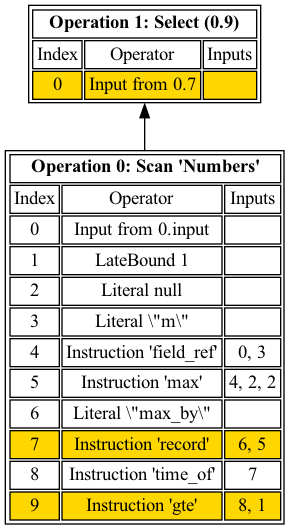 Operation 1: Select (0.9)
Index Operator Inputs
0 Input from 0.7
Operation 0: Scan 'Numbers'
Index Operator Inputs
0 Input from 0.input
1 LateBound 1
2 Literal null
3 Literal \"m\"
4 Instruction 'field_ref' 0, 3
5 Instruction 'max' 4, 2, 2
6 Literal \"max_by\"
7 Instruction 'record' 6, 5
8 Instruction 'time_of' 7
9 Instruction 'gte' 8, 1